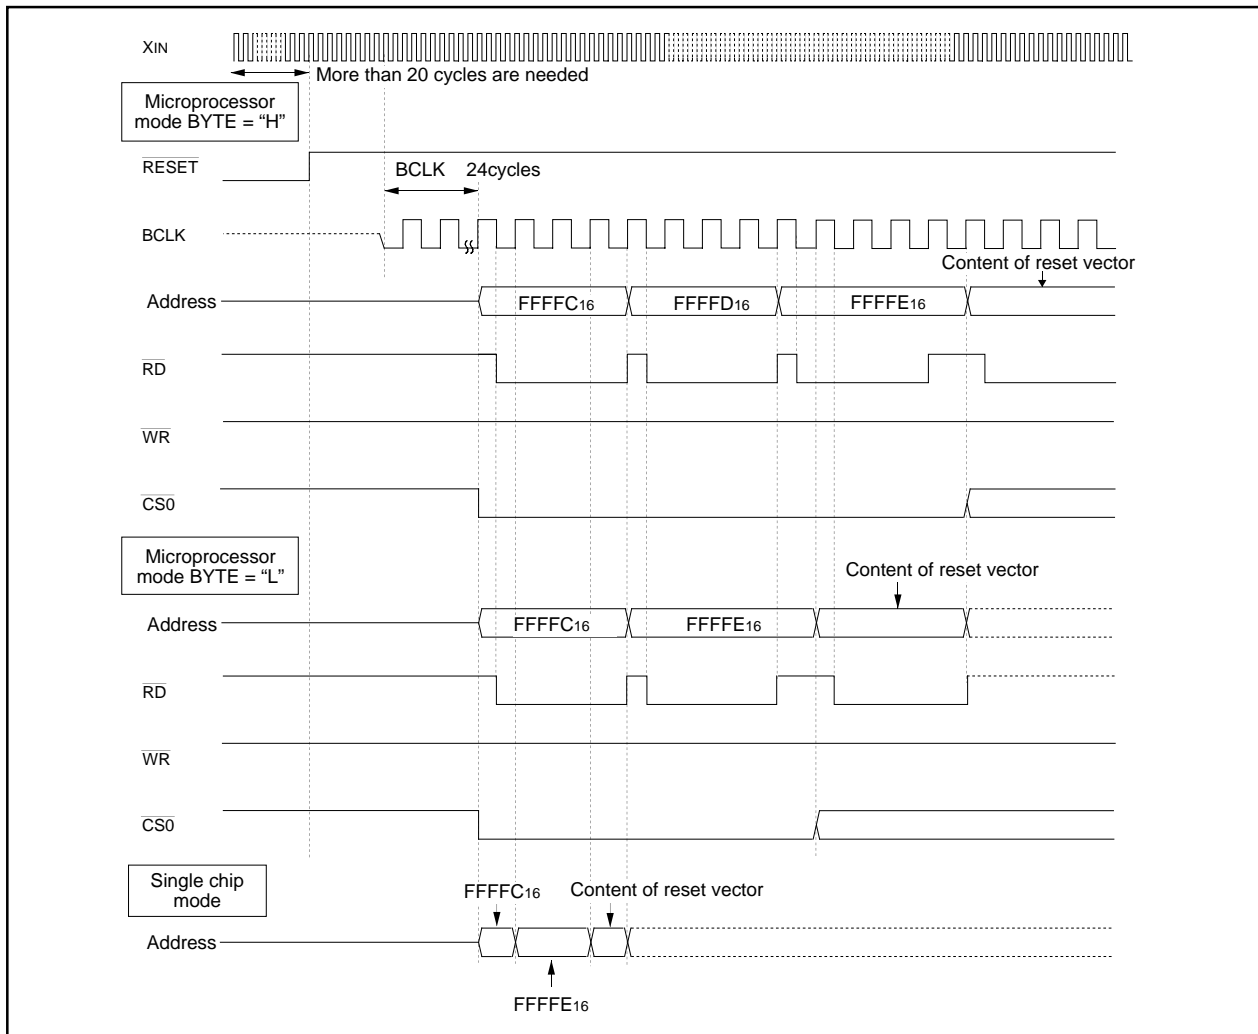 XIN
More than 20 cycles are needed
Microprocessor
mode BYTE = “H”
RESET
BCLK 24cycles
BCLK
Content of reset vector
Address
FFFFC16
FFFFD16
FFFFE16
RD
WR
CS0
Microprocessor
mode BYTE = “L”
Content of reset vector
Address
FFFFC16
FFFFE16
RD
WR
CS0
Single chip
mode
FFFFC16
Content of reset vector
Address
FFFFE16